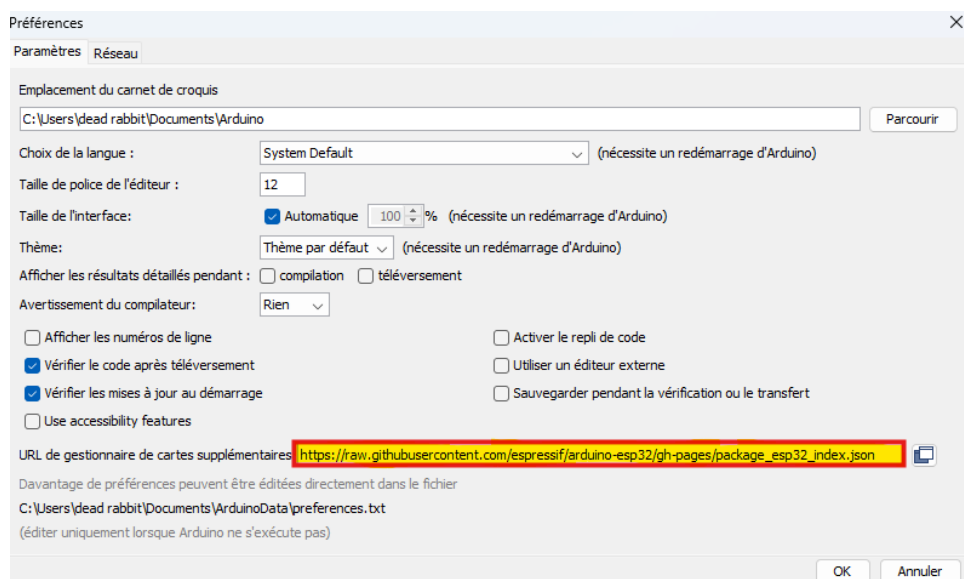 Préférences
Paramètres Réseau
Emplacement du carnet de croquis
C:\Users\dead rabbit\Documents\Arduino Parcourir
Choix de la langue : System Default (nécessite un redémarrage d'Arduino)
Taille de police de l'éditeur : 12
Taille de l'interface: Automatique 100 % (nécessite un redémarrage d'Arduino)
Thème: Thème par défaut (nécessite un redémarrage d'Arduino)
Afficher les résultats détaillés pendant : compilation téléversement
Avertissement du compilateur: Rien
Afficher les numéros de ligne Activer le repli de code
Vérifier le code après téléversement Utiliser un éditeur externe
Vérifier les mises à jour au démarrage Sauvegarder pendant la vérification ou le transfert
Use accessibility features
URL de gestionnaire de cartes supplémentaires https://raw.githubusercontent.com/espressif/arduino-esp32/gh-pages/package_esp32_index.json
Davantage de préférences peuvent être éditées directement dans le fichier
C:\Users\dead rabbit\Documents\ArduinoData\preferences.txt
(éditer uniquement lorsque Arduino ne s'exécute pas)
OK Annuler